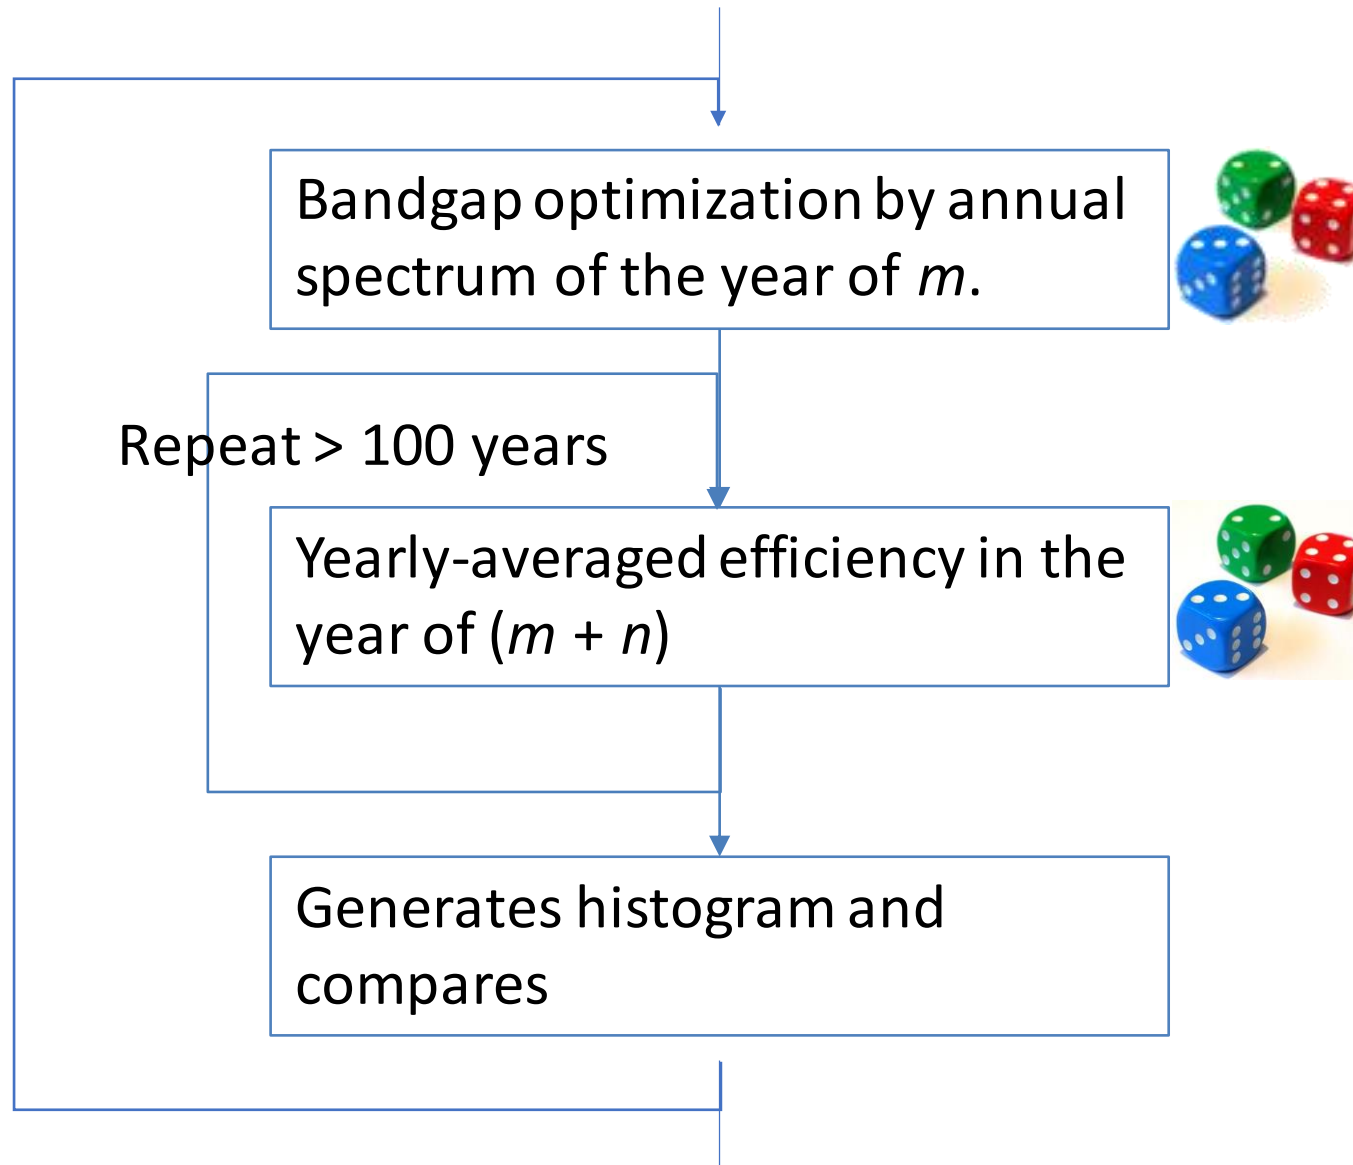 Bandgap optimization by annual
spectrum of the year of m.
Repeat > 100 years
Yearly-averaged efficiency in the
year of (m + n)
Generates histogram and
compares